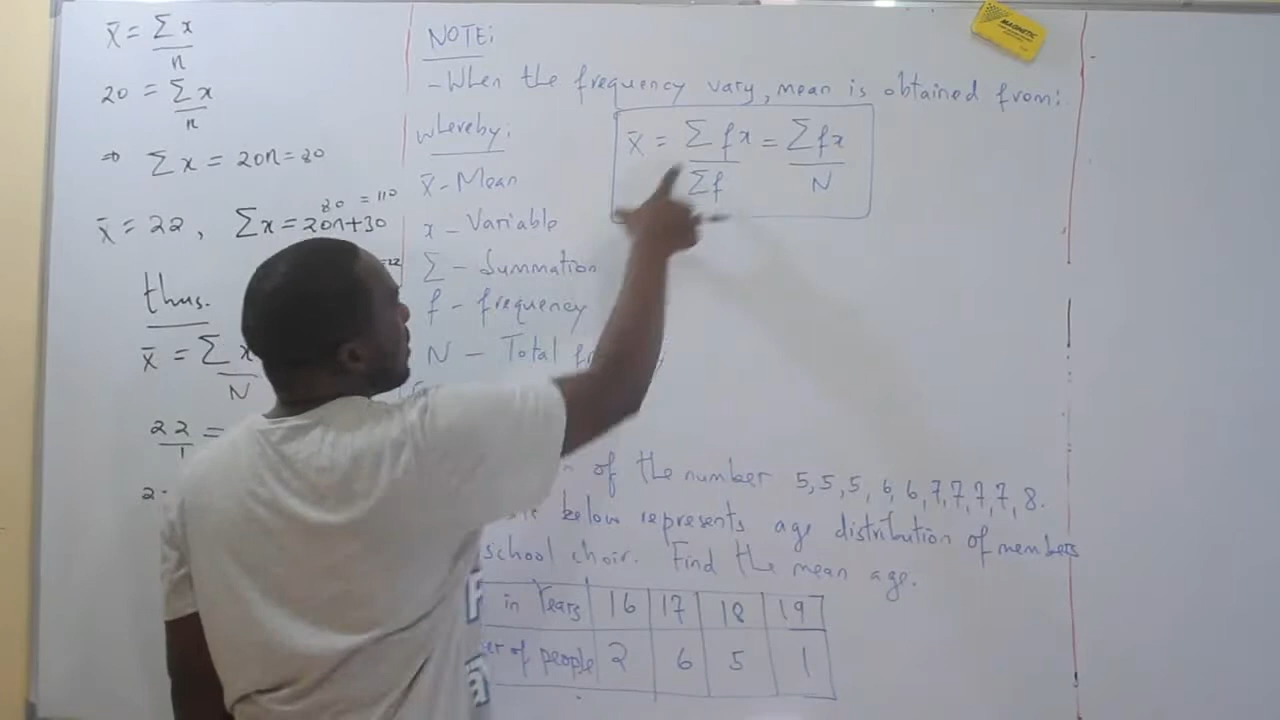 x̄ = Σx/n
20 = Σx/n
⇒ Σx = 20n = 80
80 = 110
x̄ = 22, Σx = 20n+30
thus.
x̄ = Σx/N
22/1 =
NOTE:
- When the frequency vary, mean is obtained from:
whereby:
x̄ = Σfx/Σf = Σfx/N
x̄ - Mean
x - Variable
Σ - Summation
f - frequency
N - Total
of the number 5, 5, 5, 6, 6, 7, 7, 7, 7, 8.
below represents age distribution of members
school choir. Find the mean age.
in Years 16 17 18 19
of people 2 6 5 1
MAGNETIC